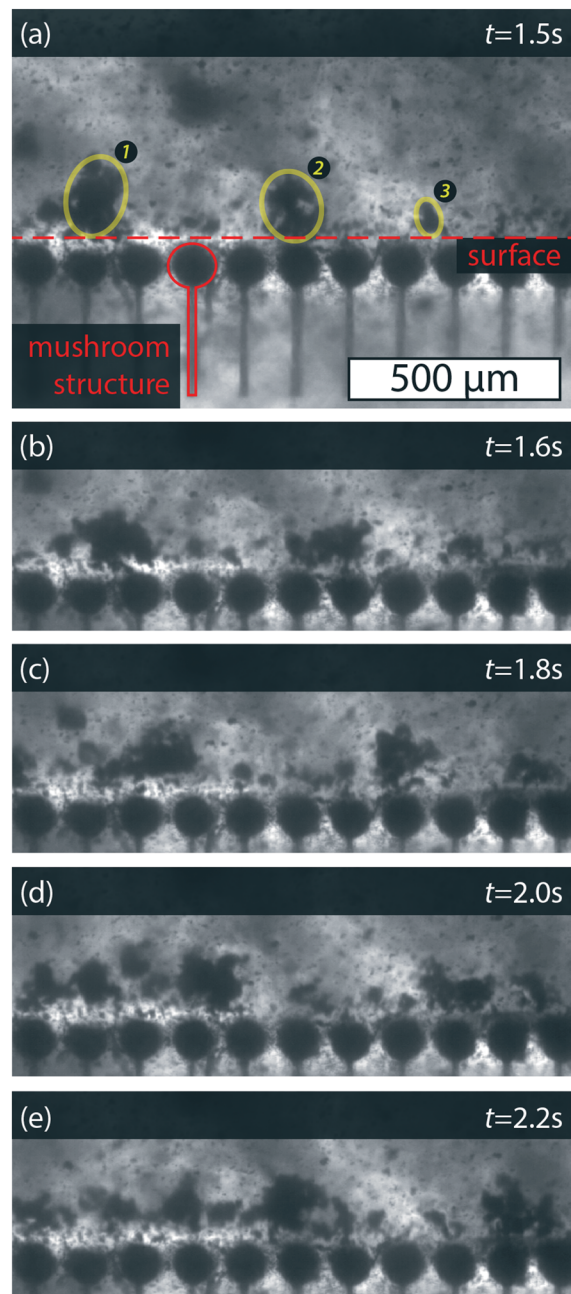 (a)
t=1.5s
1
2
3
surface
mushroom
structure
500 µm
(b)
t=1.6s
(c)
t=1.8s
(d)
t=2.0s
(e)
t=2.2s